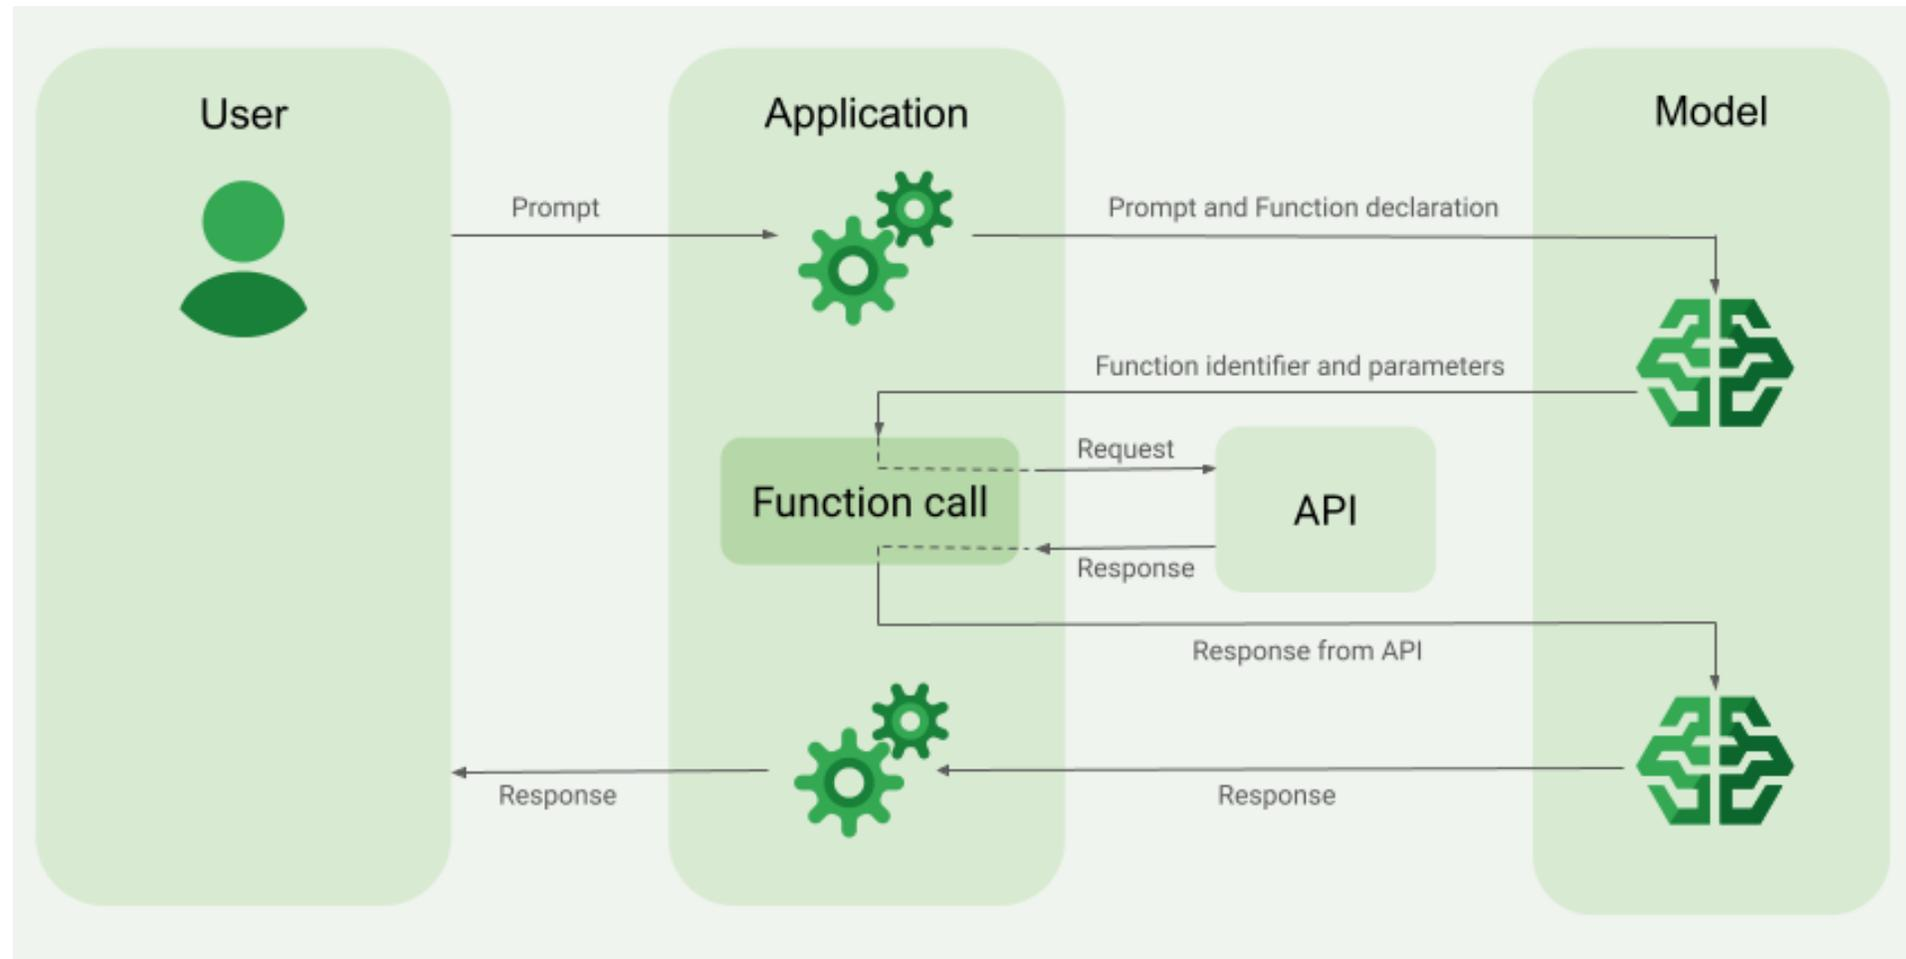 User
Application
Model
Prompt
Prompt and Function declaration
Function identifier and parameters
Request
Function call
API
Response
Response from API
Response
Response